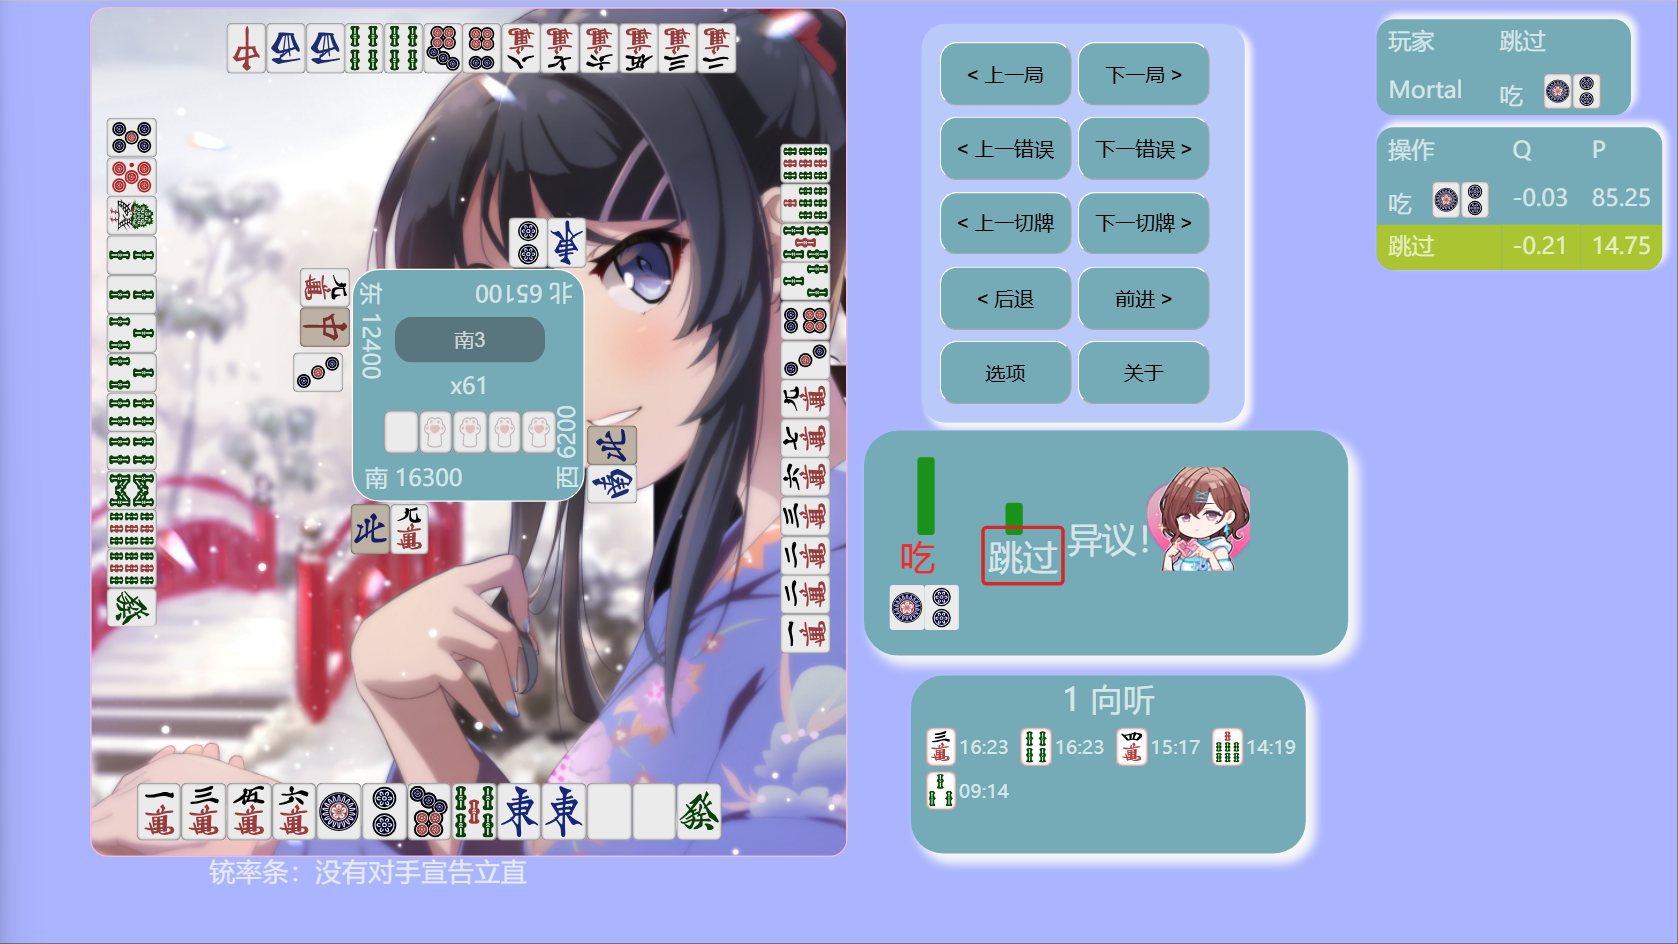 < 上一局
下一局 >
< 上一错误
下一错误 >
< 上一切牌
下一切牌 >
< 后退
前进 >
选项
关于
玩家 跳过
Mortal 吃
操作 Q P
吃 -0.03 85.25
跳过 -0.21 14.75
东 12400
北 65100
南3
x61
西 6200
南 16300
吃
跳过
异议!
1 向听
16:23 16:23 15:17 14:19
09:14
铳率条：没有对手宣告立直